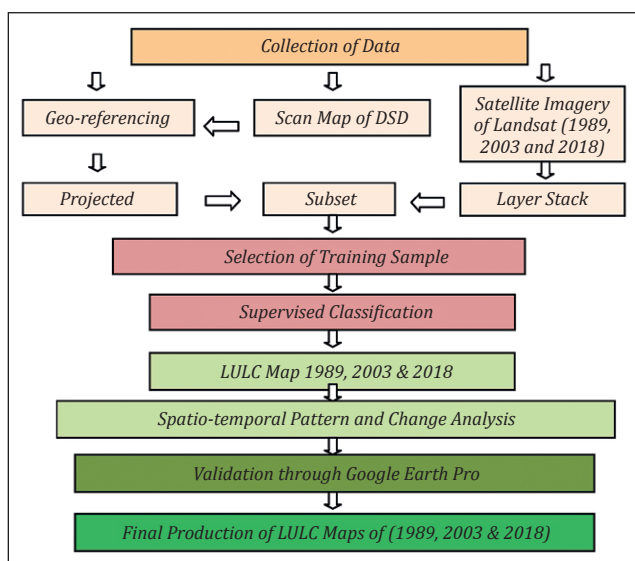 Collection of Data
Geo-referencing
Scan Map of DSD
Satellite Imagery
of Landsat (1989,
2003 and 2018)
Projected
Subset
Layer Stack
Selection of Training Sample
Supervised Classification
LULC Map 1989, 2003 & 2018
Spatio-temporal Pattern and Change Analysis
Validation through Google Earth Pro
Final Production of LULC Maps of (1989, 2003 & 2018)